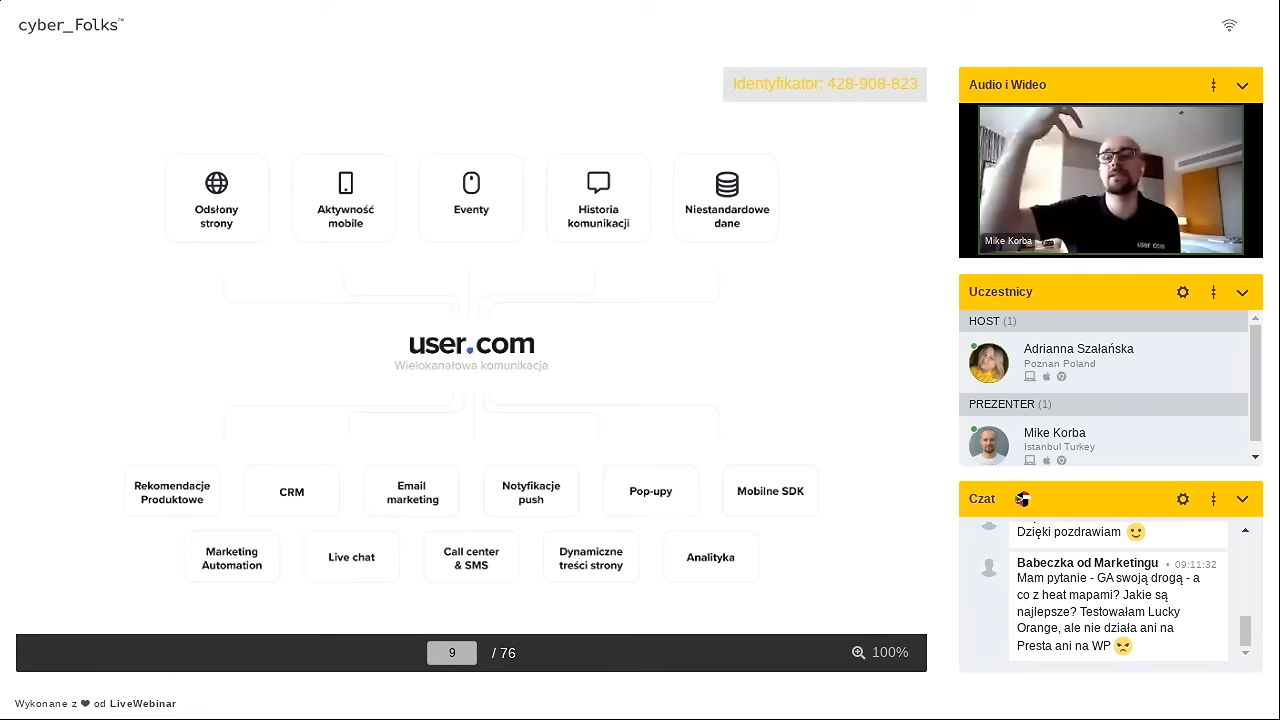 cyber_Folks™
Identyfikator: 428-908-823
Odsłony
strony
Aktywność
mobile
Eventy
Historia
komunikacji
Niestandardowe
dane
user.com
Wielokanałowa komunikacja
Rekomendacje
Produktowe
CRM
Email
marketing
Notyfikacje
push
Pop-upy
Mobilne SDK
Marketing
Automation
Live chat
Call center
& SMS
Dynamiczne
treści strony
Analityka
9 / 76
100%
Wykonane z ♥ od LiveWebinar
Audio i Wideo
Mike Korba
user com
Uczestnicy
HOST (1)
Adrianna Szałańska
Poznan Poland
PREZENTER (1)
Mike Korba
Istanbul Turkey
Czat
Dzięki pozdrawiam 🙂
Babeczka od Marketingu • 09:11:32
Mam pytanie - GA swoją drogą - a
co z heat mapami? Jakie są
najlepsze? Testowałam Lucky
Orange, ale nie działa ani na
Presta ani na WP 😠